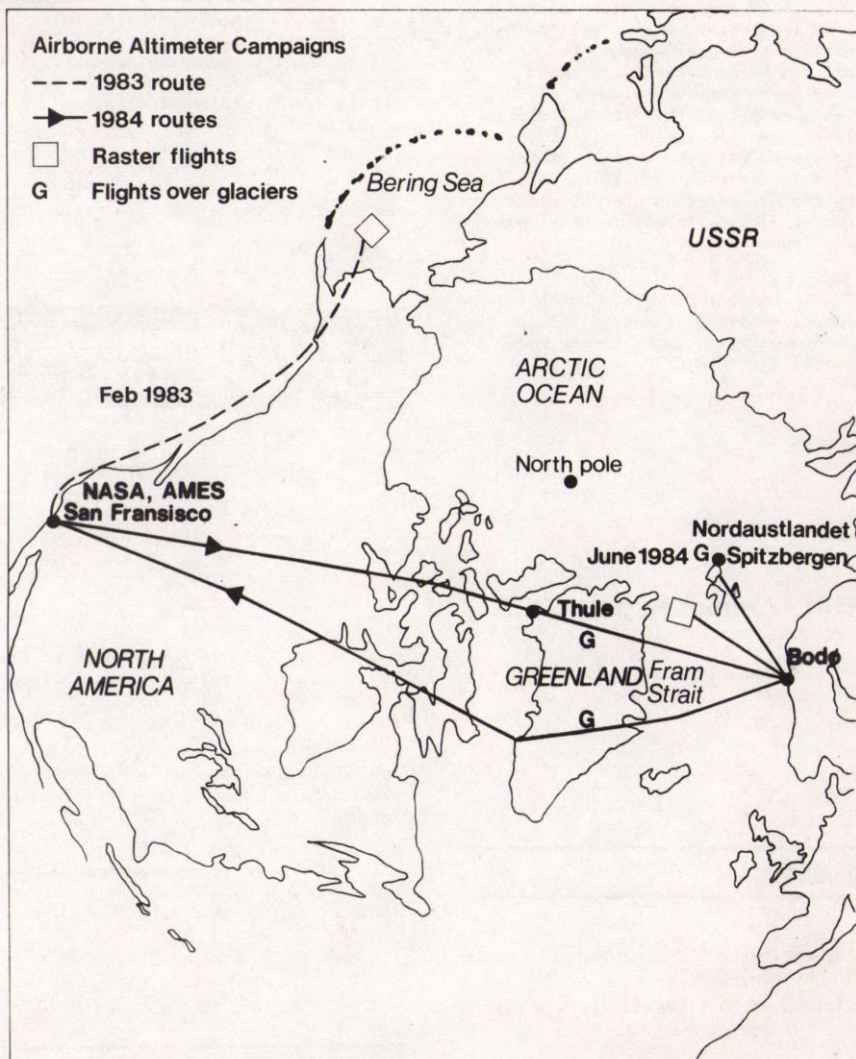 Airborne Altimeter Campaigns
1983 route
1984 routes
Raster flights
G Flights over glaciers
Bering Sea
USSR
Feb 1983
ARCTIC
OCEAN
North pole
NASA, AMES
San Fransisco
Nordaustlandet
June 1984 G Spitzbergen
Thule
G
GREENLAND
Fram
Strait
Bodø
NORTH
AMERICA
G